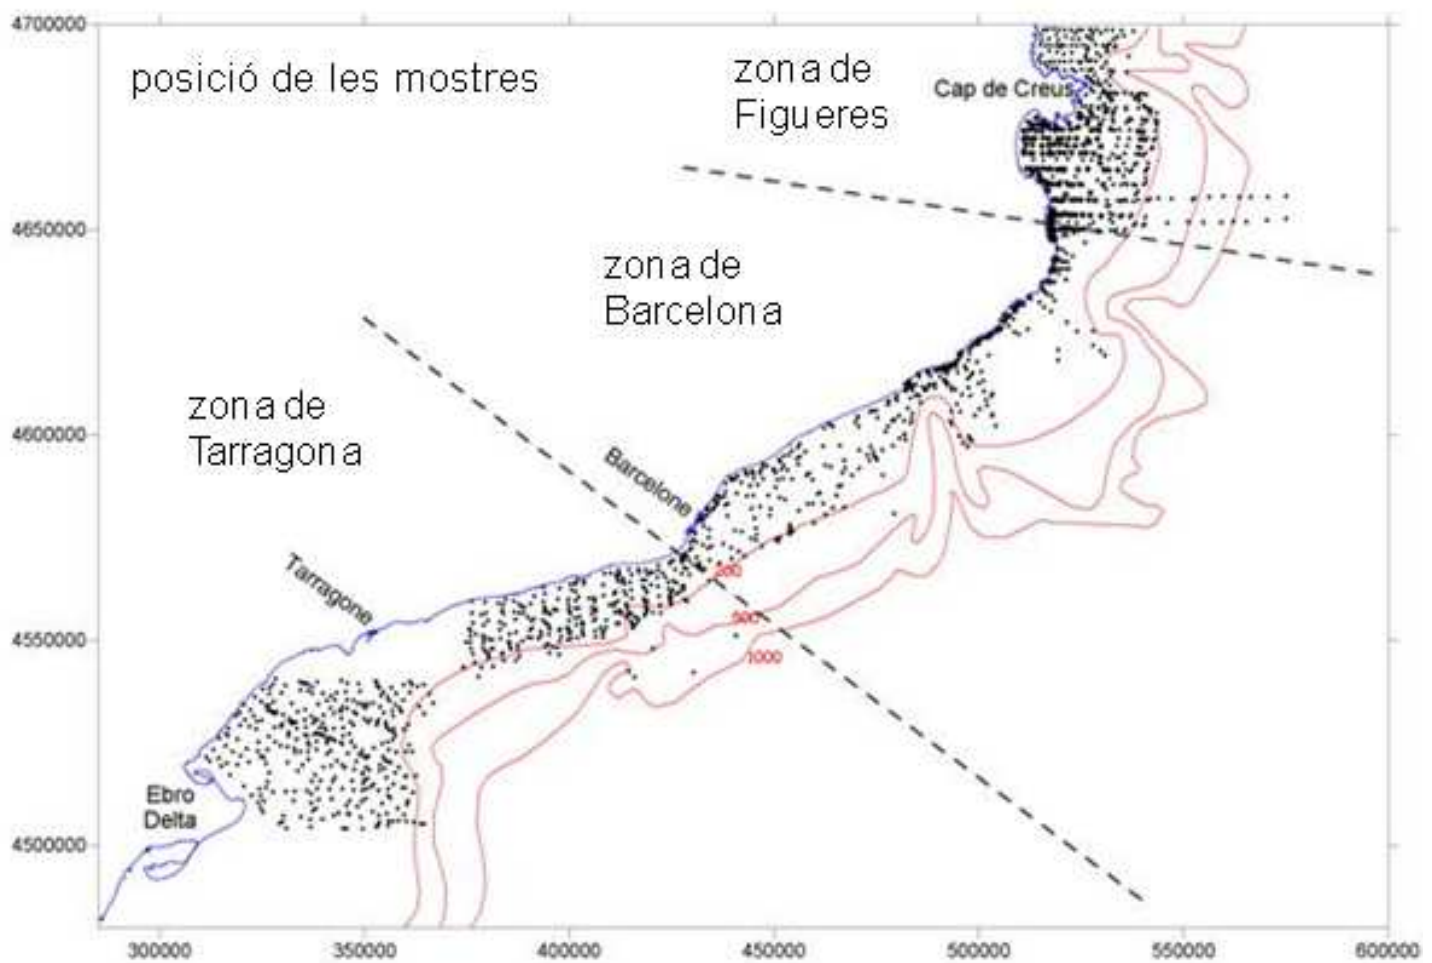 4700000
posició de les mostres
zona de
Figueres
Cap de Creus
4650000
zona de
Barcelona
zona de
Tarragona
4600000
Barcelone
Tarragone
200
500
1000
4550000
Ebro
Delta
4500000
300000
350000
400000
450000
500000
550000
600000